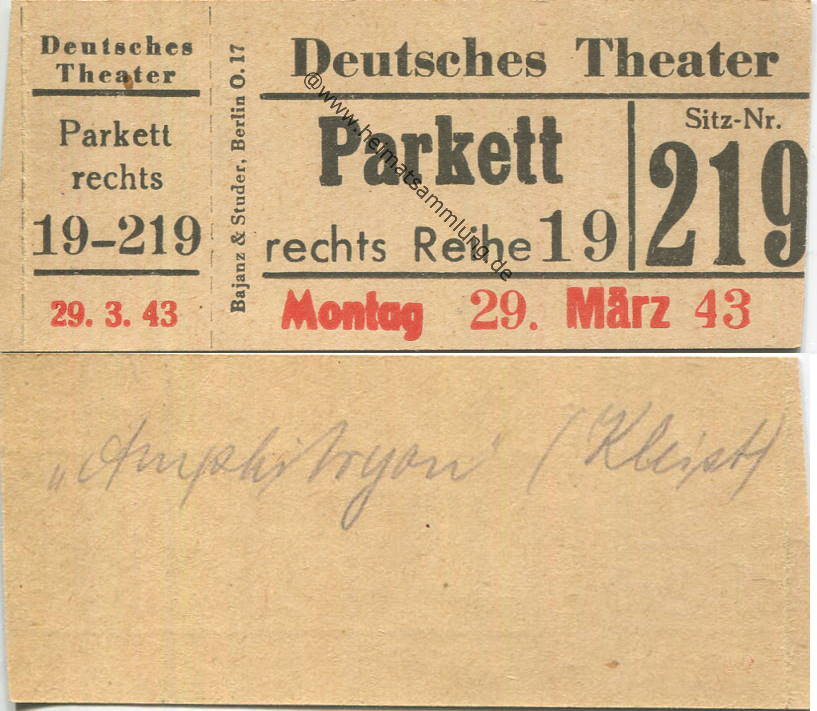 Deutsches
Theater
Parkett
rechts
19-219
29. 3. 43
Bajanz & Studer, Berlin O. 17
Deutsches Theater
Parkett
rechts Reihe 19
Sitz-Nr.
219
Montag 29. März 43
@www.heimatsammlung.de
„Amphitryon" (Kleist)